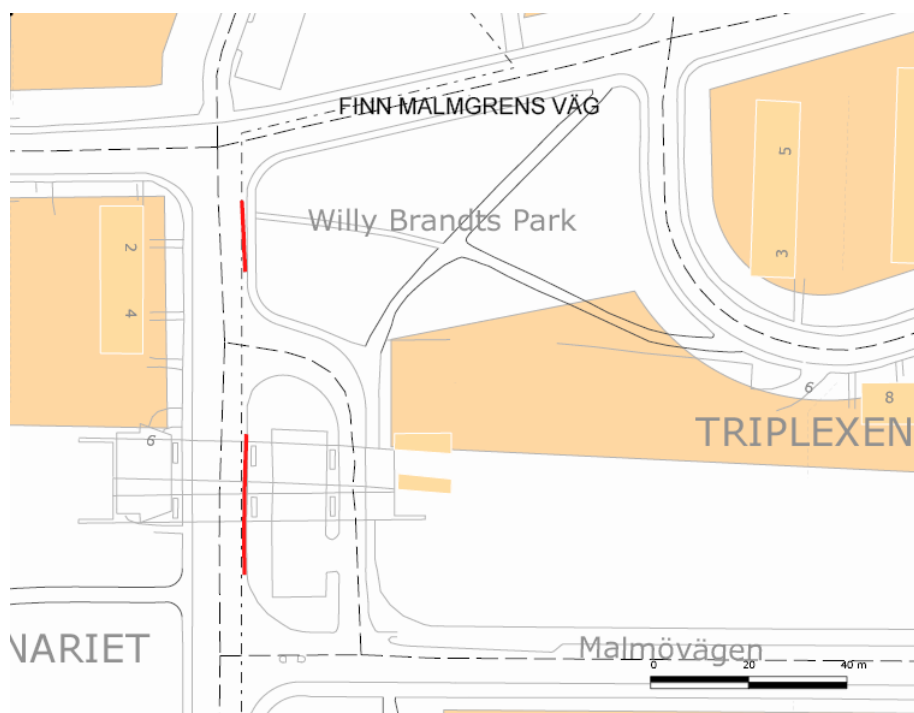 FINN MALMGRENS VÄG
5
Willy Brandts Park
2
3
4
6
8
TRIPLEXEN
6
NARIET
Malmövägen
0 20 40 m